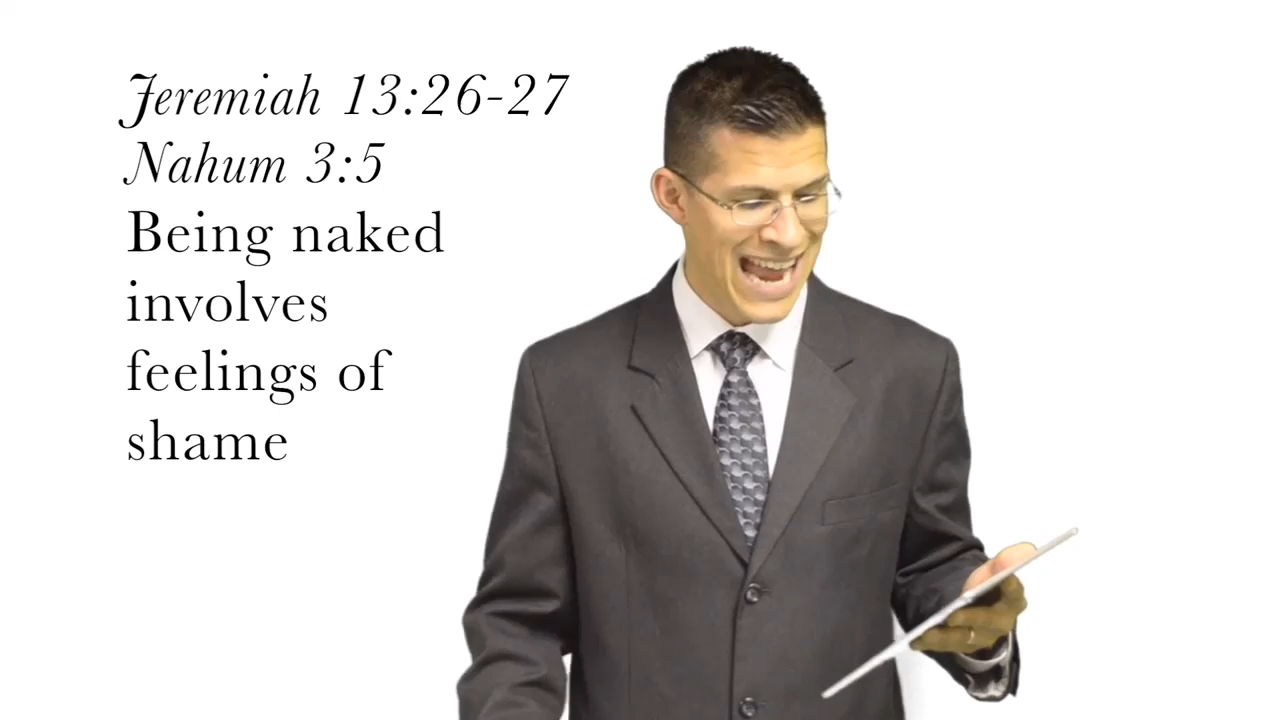 Jeremiah 13:26-27
Nahum 3:5
Being naked
involves
feelings of
shame